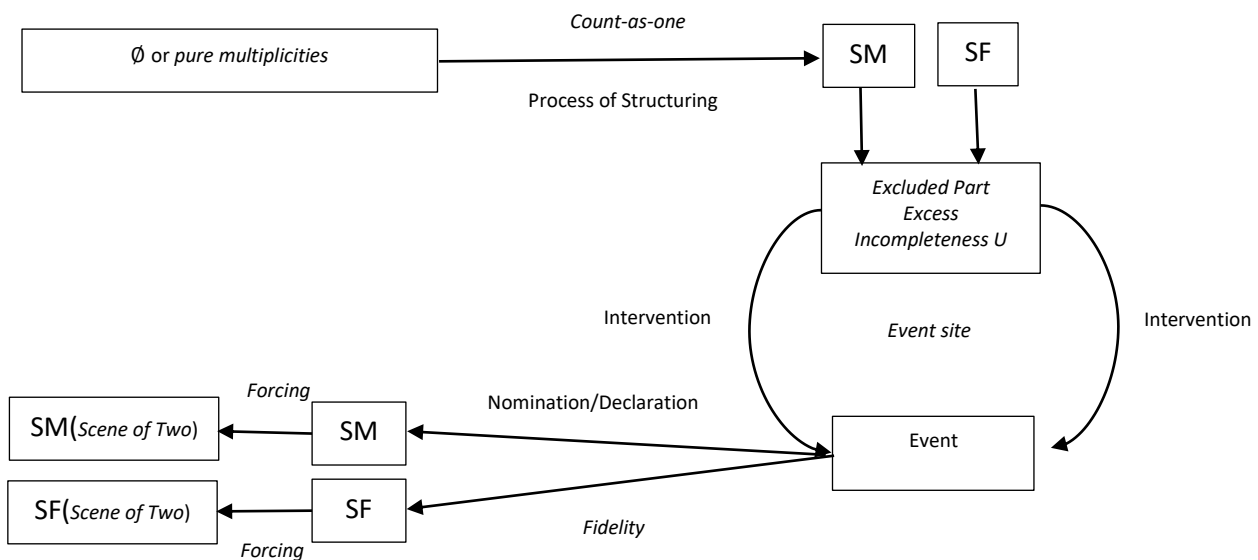 Count-as-one
∅ or pure multiplicities
SM
SF
Process of Structuring
Excluded Part
Excess
Incompleteness U
Intervention
Event site
Intervention
Forcing
Nomination/Declaration
SM(Scene of Two)
SM
Event
SF(Scene of Two)
SF
Fidelity
Forcing